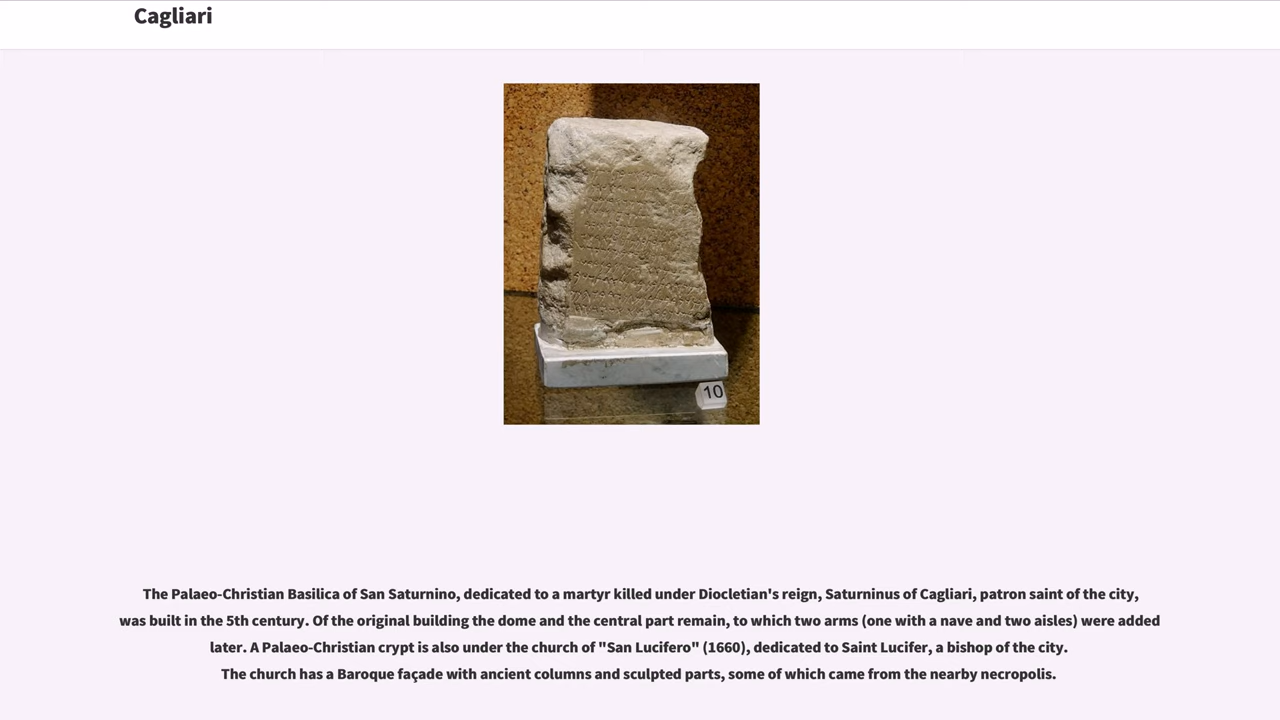 Cagliari
10
The Palaeo-Christian Basilica of San Saturnino, dedicated to a martyr killed under Diocletian's reign, Saturninus of Cagliari, patron saint of the city,
was built in the 5th century. Of the original building the dome and the central part remain, to which two arms (one with a nave and two aisles) were added
later. A Palaeo-Christian crypt is also under the church of "San Lucifero" (1660), dedicated to Saint Lucifer, a bishop of the city.
The church has a Baroque façade with ancient columns and sculpted parts, some of which came from the nearby necropolis.